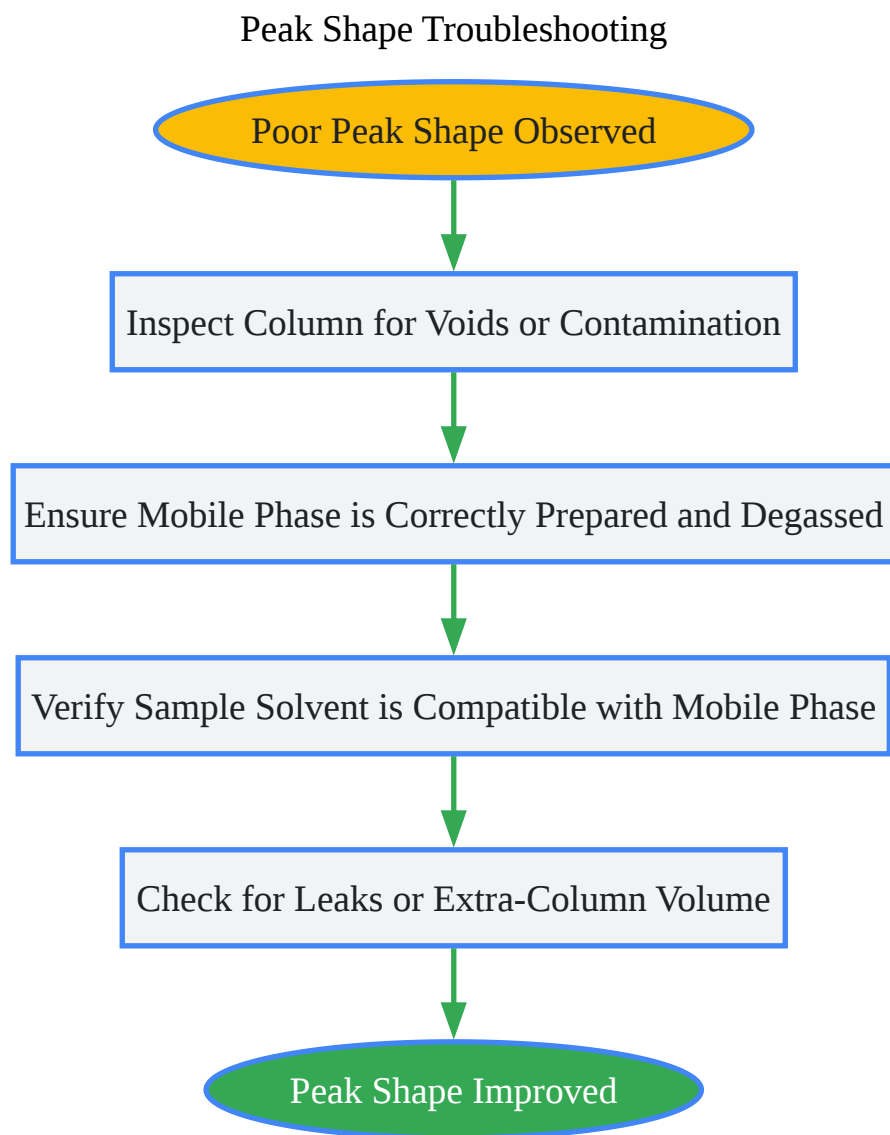 Peak Shape Troubleshooting
Poor Peak Shape Observed
Inspect Column for Voids or Contamination
Ensure Mobile Phase is Correctly Prepared and Degassed
Verify Sample Solvent is Compatible with Mobile Phase
Check for Leaks or Extra-Column Volume
Peak Shape Improved